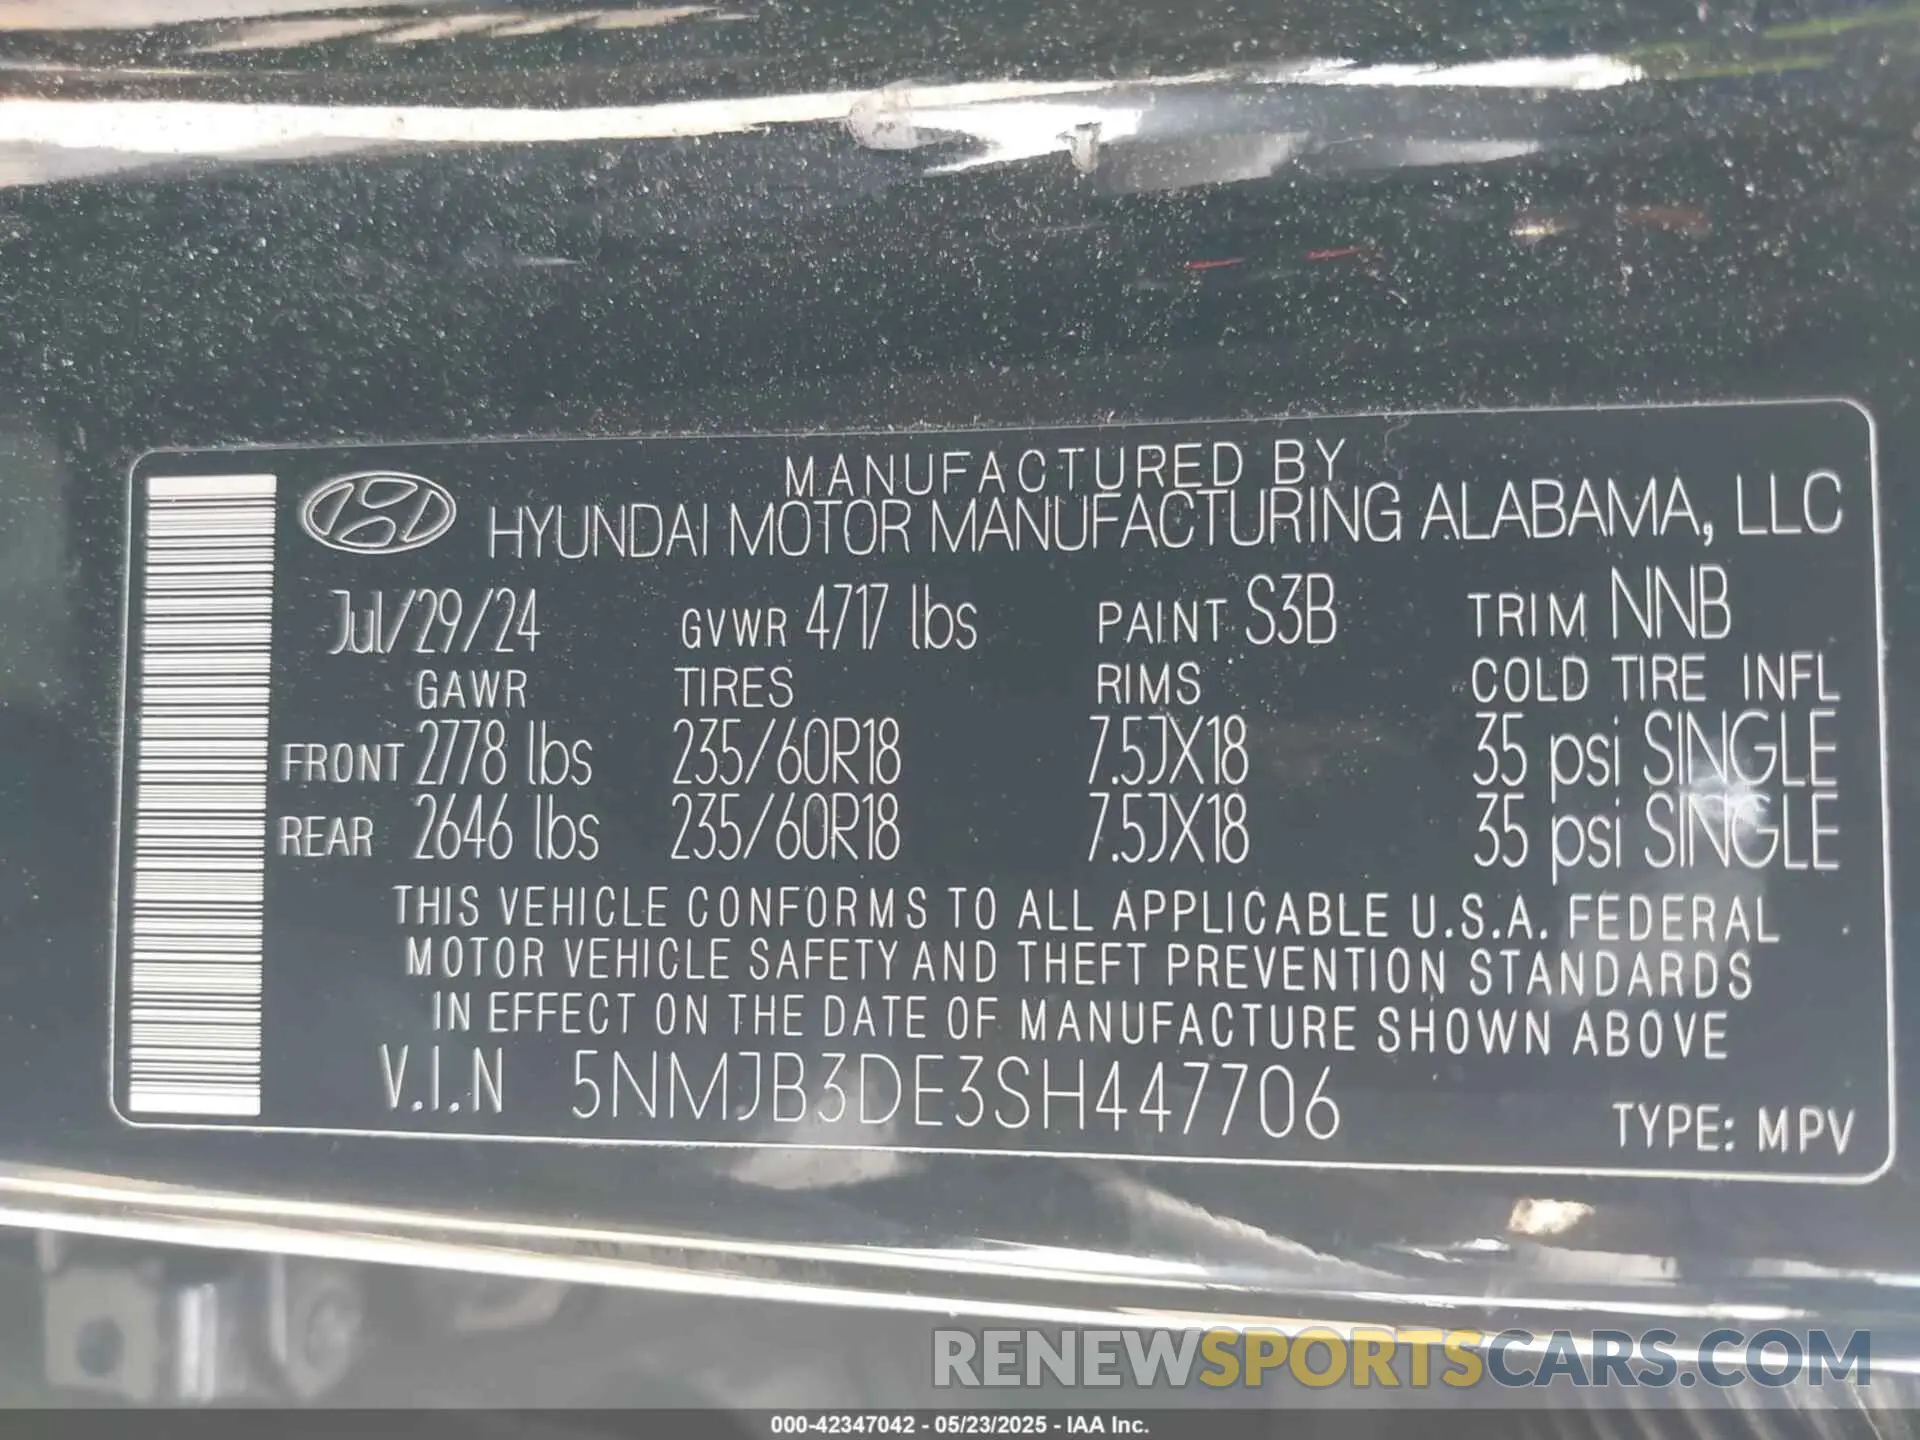 MANUFACTURED BY
HYUNDAI MOTOR MANUFACTURING ALABAMA, LLC
Jul/29/24 GVWR 4717 lbs PAINT S3B TRIM NNB
GAWR TIRES RIMS COLD TIRE INFL
FRONT 2778 lbs 235/60R18 7.5JX18 35 psi SINGLE
REAR 2646 lbs 235/60R18 7.5JX18 35 psi SINGLE
THIS VEHICLE CONFORMS TO ALL APPLICABLE U.S.A. FEDERAL
MOTOR VEHICLE SAFETY AND THEFT PREVENTION STANDARDS
IN EFFECT ON THE DATE OF MANUFACTURE SHOWN ABOVE
V.I.N 5NMJB3DE3SH447706
TYPE: MPV
RENEWSPORTSCARS.COM
000-42347042 - 05/23/2025 - IAA Inc.